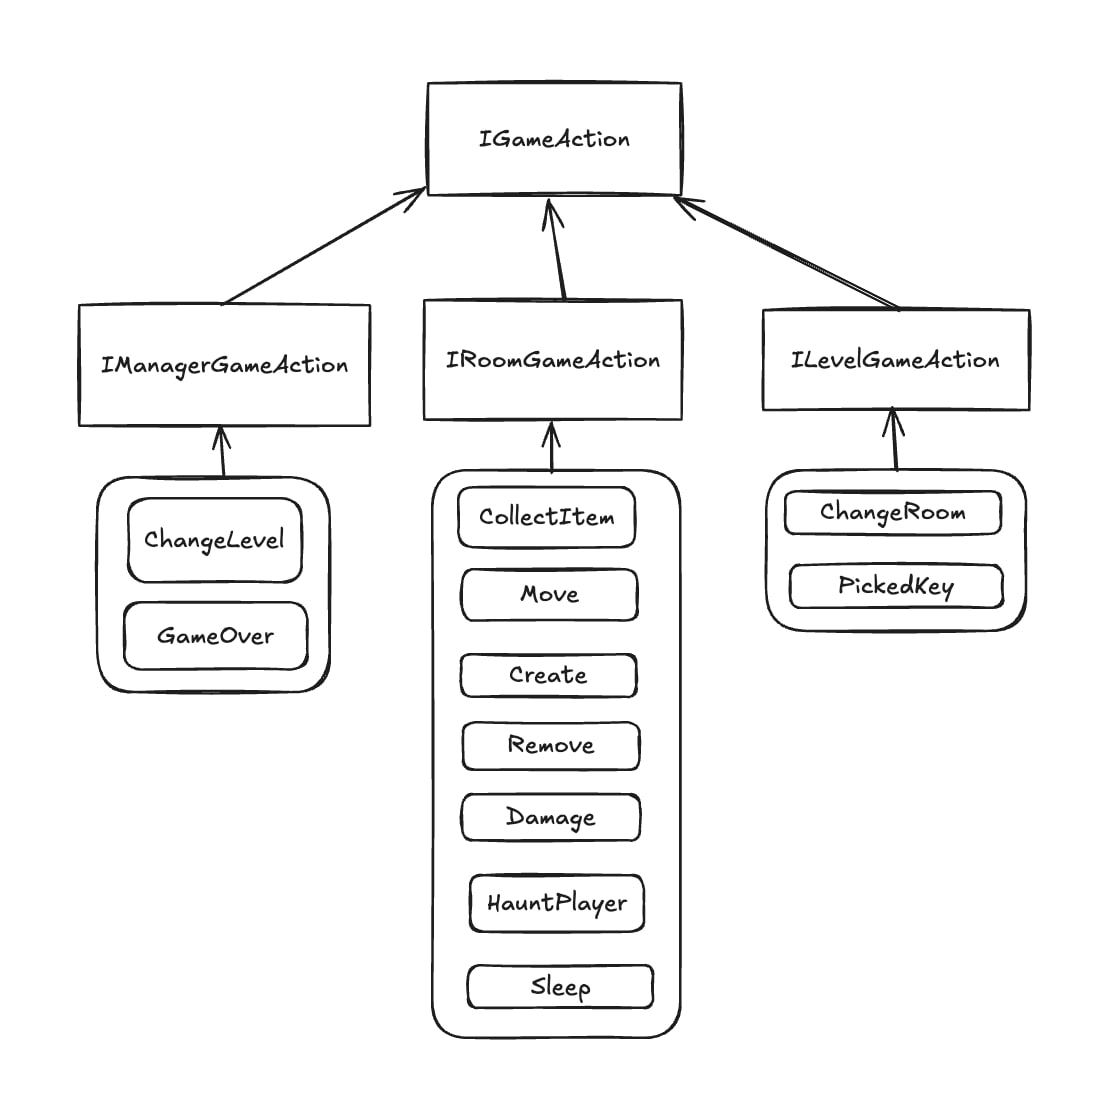 IGameAction
IManagerGameAction
IRoomGameAction
ILevelGameAction
ChangeLevel
GameOver
CollectItem
Move
Create
Remove
Damage
HauntPlayer
Sleep
ChangeRoom
PickedKey